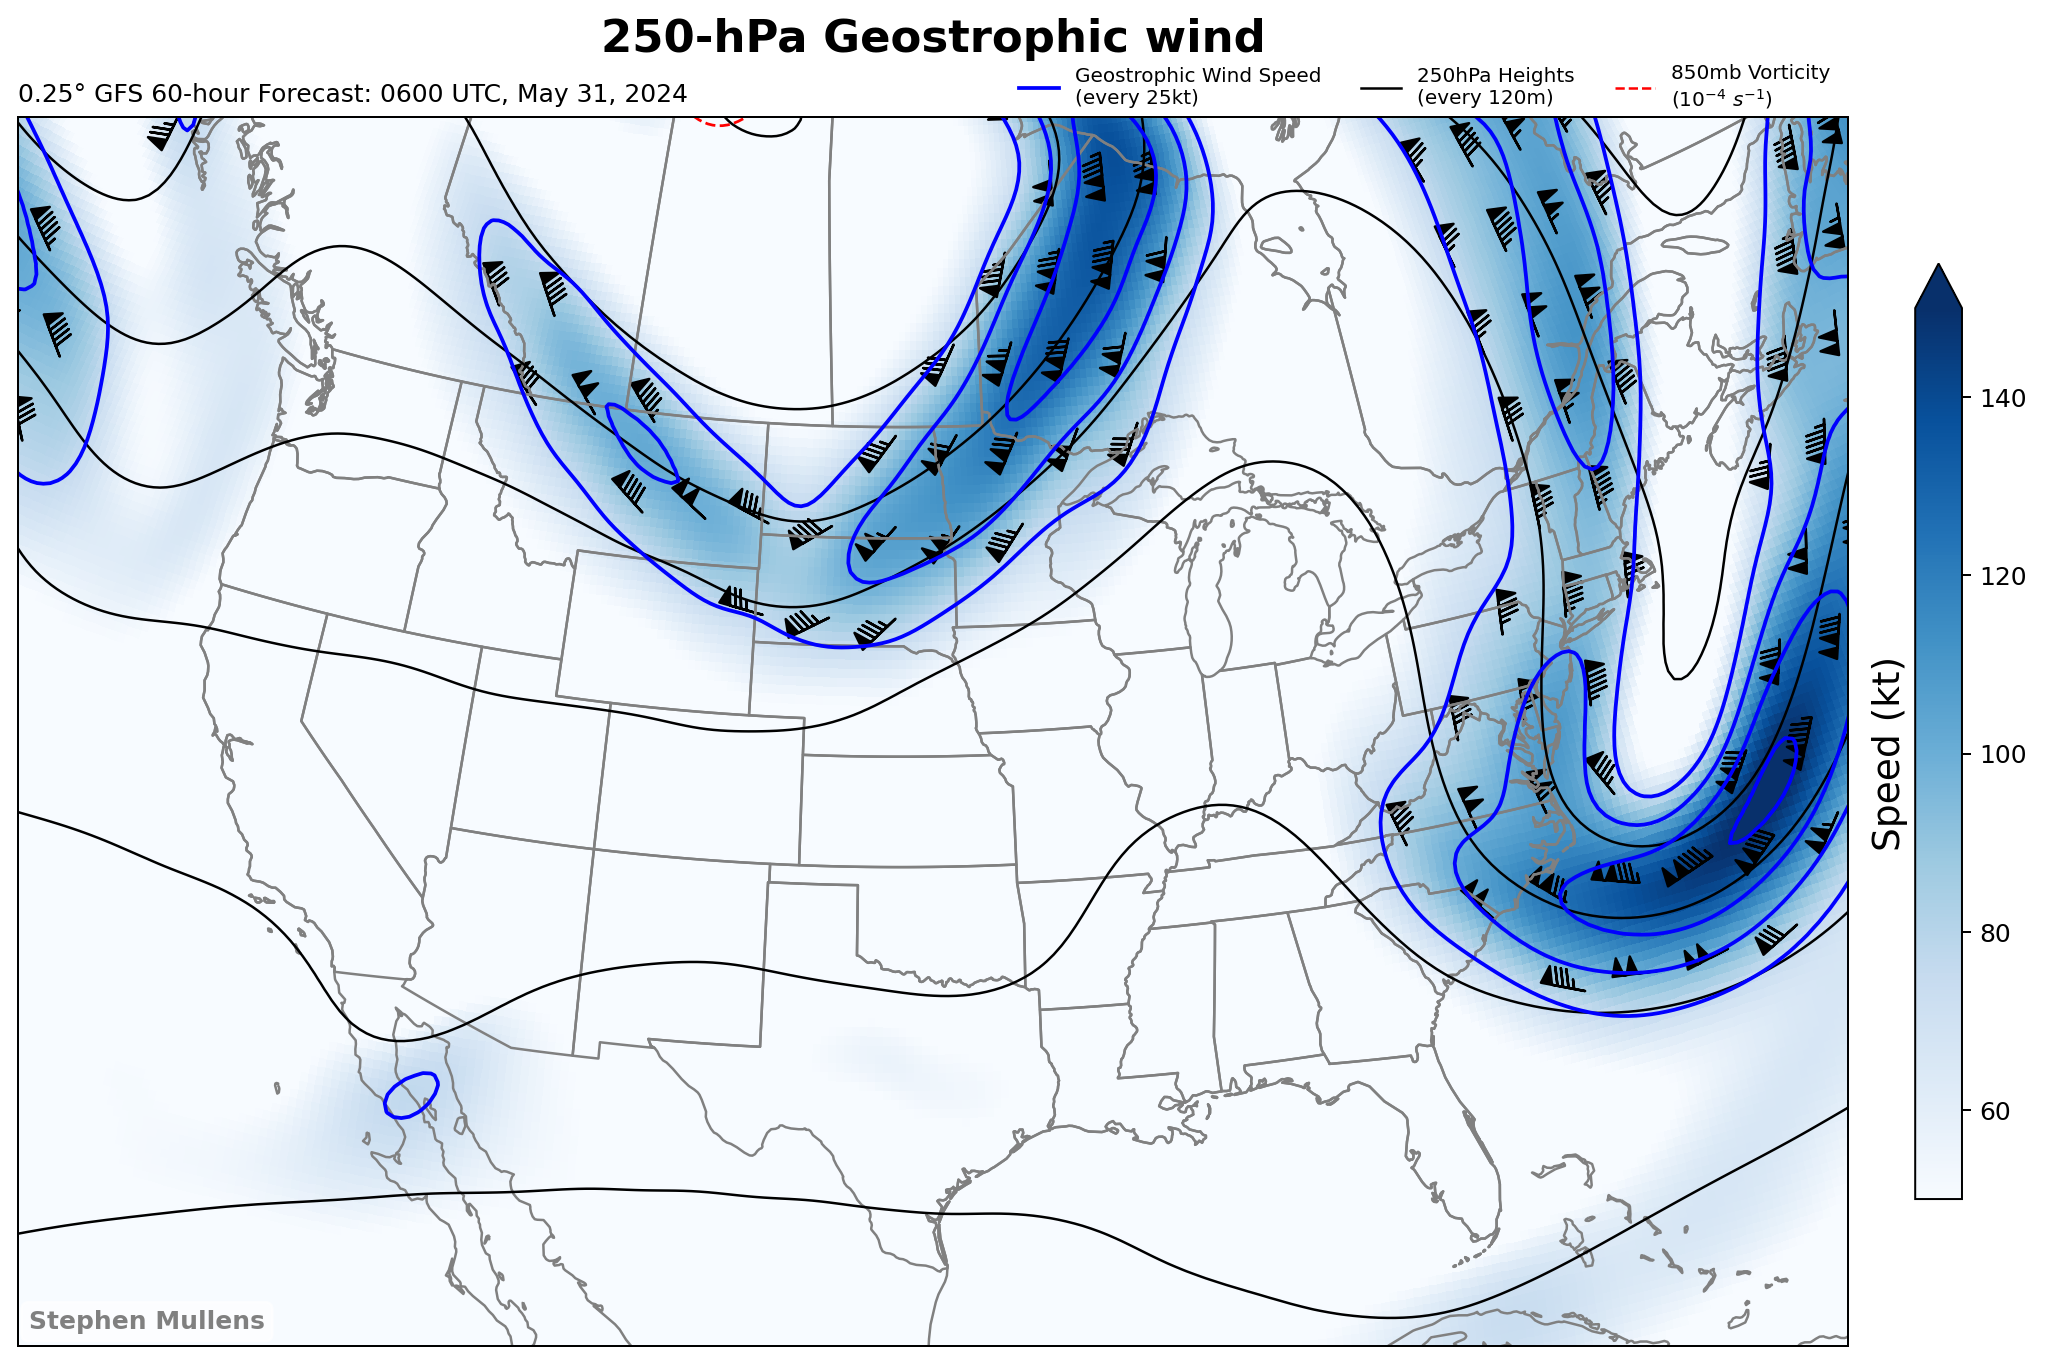 250-hPa Geostrophic wind
0.25° GFS 60-hour Forecast: 0600 UTC, May 31, 2024
Geostrophic Wind Speed
(every 25kt)
250hPa Heights
(every 120m)
850mb Vorticity
(10⁻⁴ s⁻¹)
140
120
100
80
60
Speed (kt)
Stephen Mullens